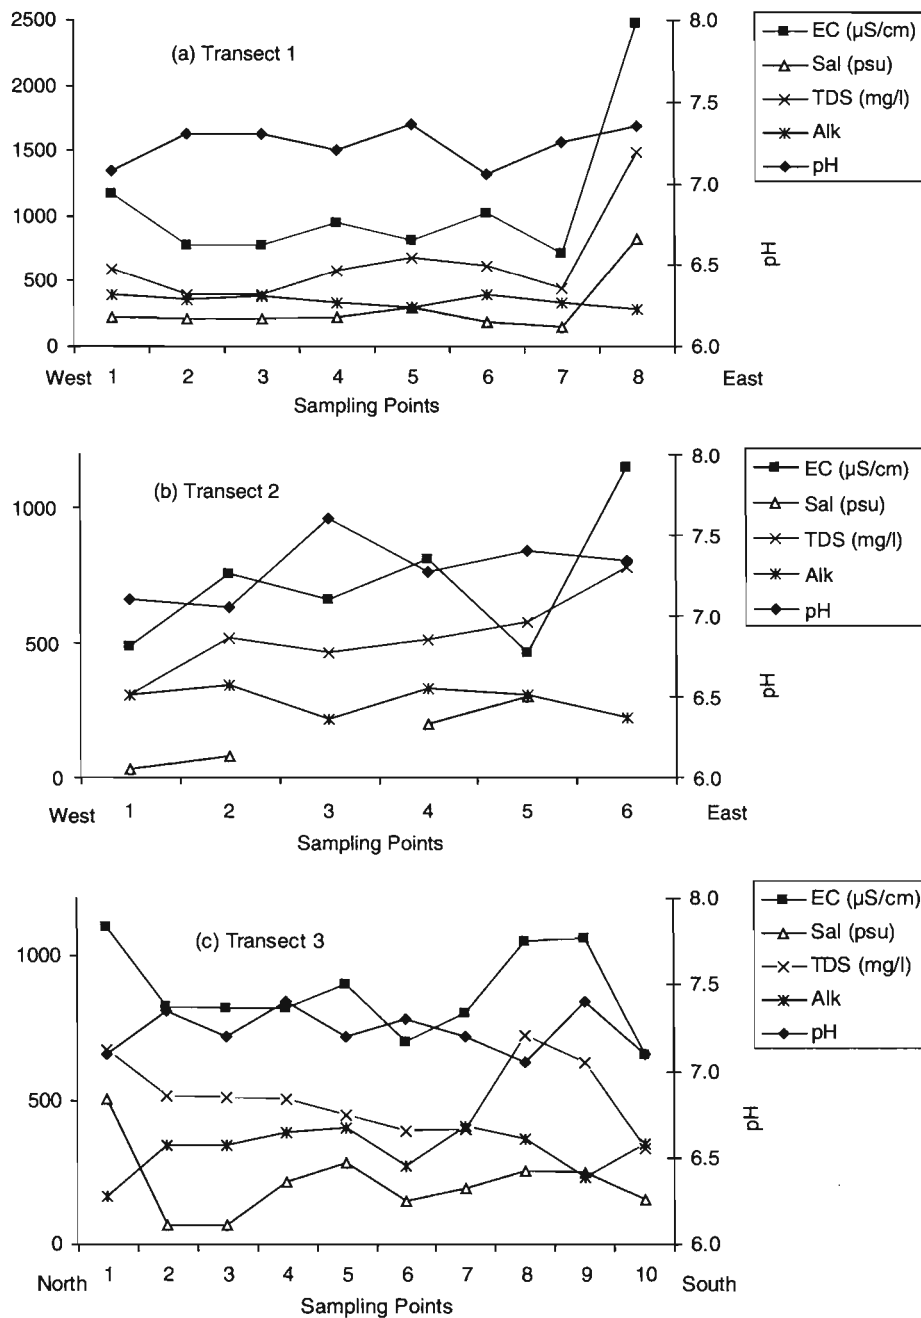 (a) Transect 1
2500
2000
1500
1000
500
0
8.0
7.5
7.0
6.5
6.0
pH
EC (µS/cm)
Sal (psu)
TDS (mg/l)
Alk
pH
West 1 2 3 4 5 6 7 8 East
Sampling Points
(b) Transect 2
1000
500
0
8.0
7.5
7.0
6.5
6.0
pH
EC (µS/cm)
Sal (psu)
TDS (mg/l)
Alk
pH
West 1 2 3 4 5 6 East
Sampling Points
(c) Transect 3
1000
500
0
8.0
7.5
7.0
6.5
6.0
pH
EC (µS/cm)
Sal (psu)
TDS (mg/l)
Alk
pH
North 1 2 3 4 5 6 7 8 9 10 South
Sampling Points